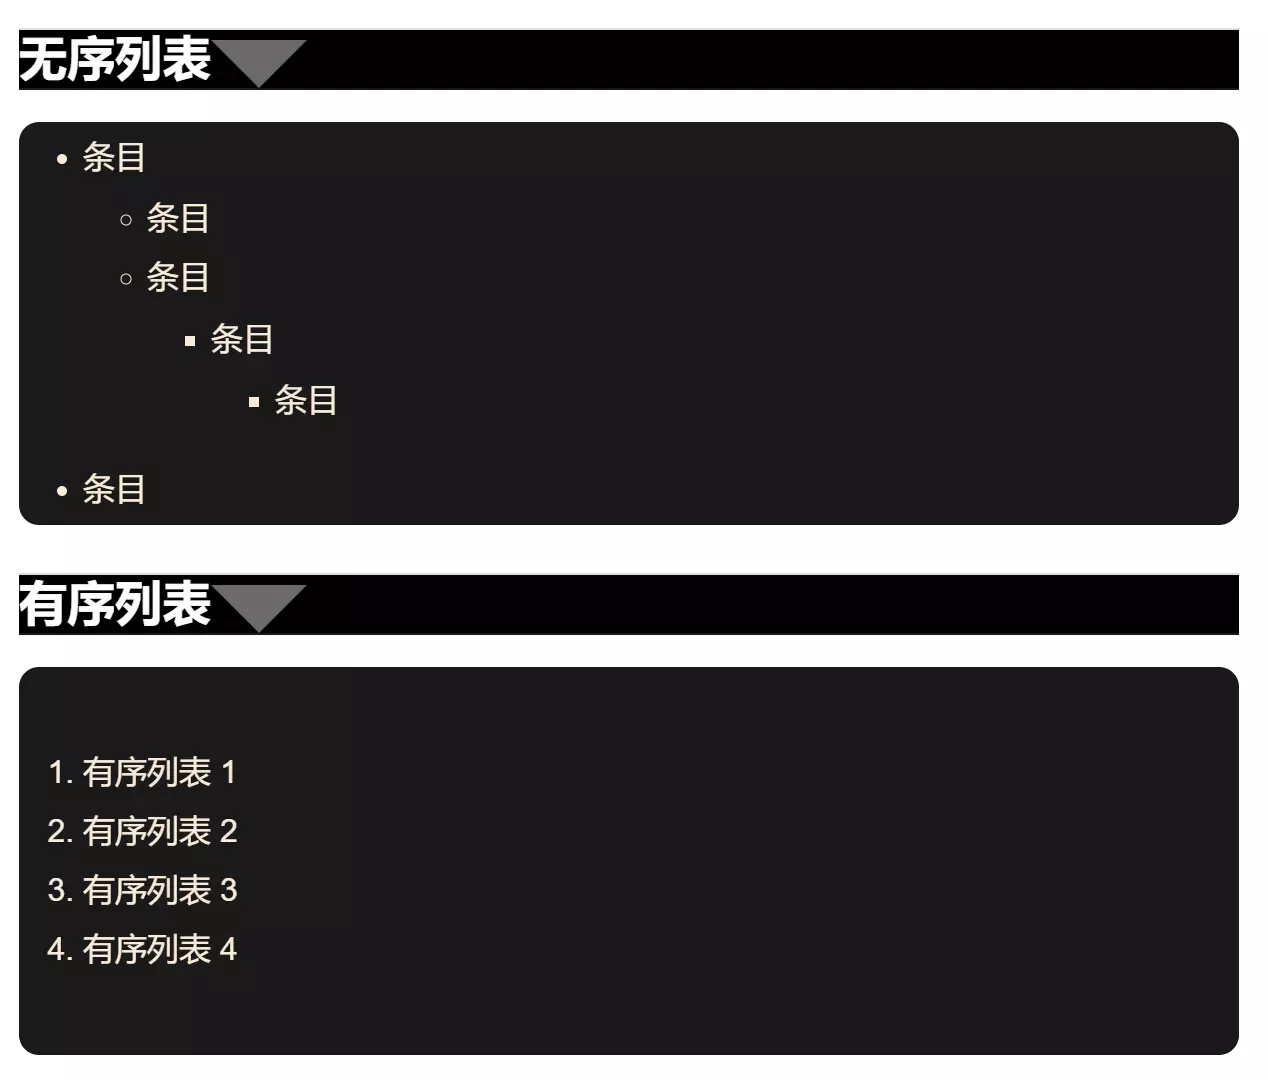 无序列表
条目
条目
条目
条目
条目
条目
有序列表
1. 有序列表 1
2. 有序列表 2
3. 有序列表 3
4. 有序列表 4